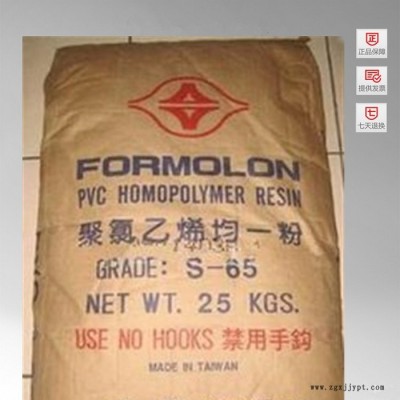 正品保障
提供发票
七天退换
FORMOLON
PVC HOMOPOLYMER RESIN
聚氯乙烯均一粉
GRADE: S-65
NET WT. 25 KGS.
USE NO HOOKS 禁用手鈎
MADE IN TAIWAN
www.zgxjjypt.com